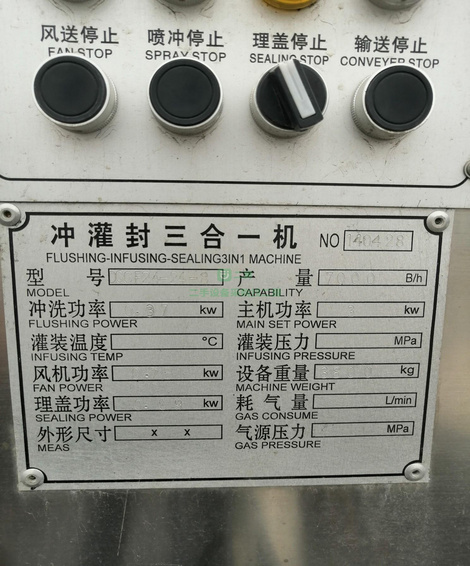 风送停止 喷冲停止 理盖停止 输送停止
FAN STOP SPRAY STOP SEALING STOP CONVEYER STOP
冲灌封三合一机 NO 140428
FLUSHING-INFUSING-SEALING3IN1 MACHINE
型号 产量 B/h
MODEL CAPABILITY
冲洗功率 kw 主机功率 kw
FLUSHING POWER MAIN SET POWER
灌装温度 °C 灌装压力 MPa
INFUSING TEMP INFUSING PRESSURE
风机功率 kw 设备重量 kg
FAN POWER MACHINE WEIGHT
理盖功率 kw 耗气量 L/min
SEALING POWER GAS CONSUME
外形尺寸 x x 气源压力 MPa
MEAS GAS PRESSURE